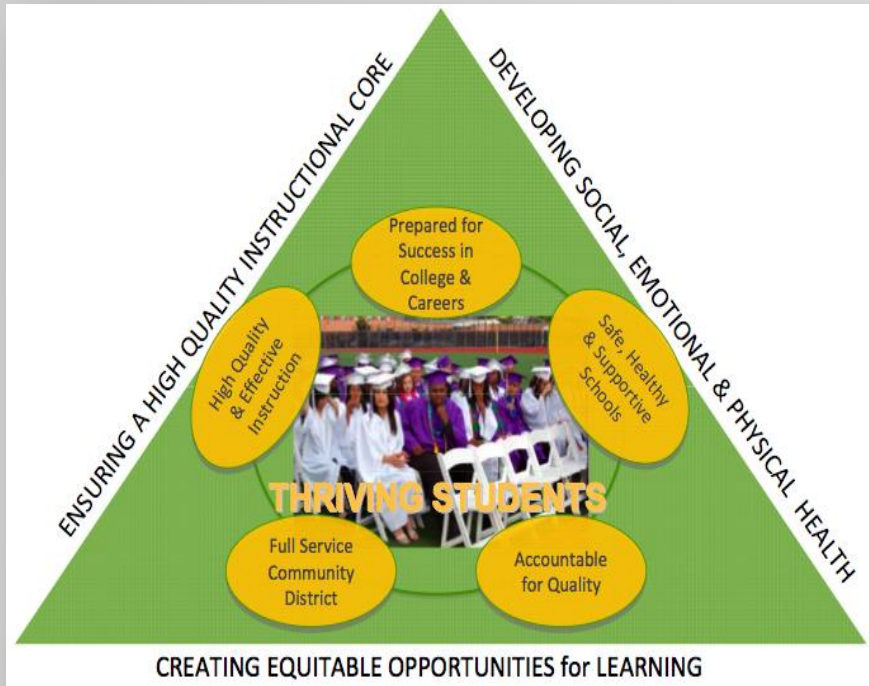 ENSURING A HIGH QUALITY INSTRUCTIONAL CORE
DEVELOPING SOCIAL, EMOTIONAL & PHYSICAL HEALTH
Prepared for
Success in
College &
Careers
High Quality
& Effective
Instruction
Safe, Healthy
& Supportive
Schools
THRIVING STUDENTS
Full Service
Community
District
Accountable
for Quality
CREATING EQUITABLE OPPORTUNITIES for LEARNING